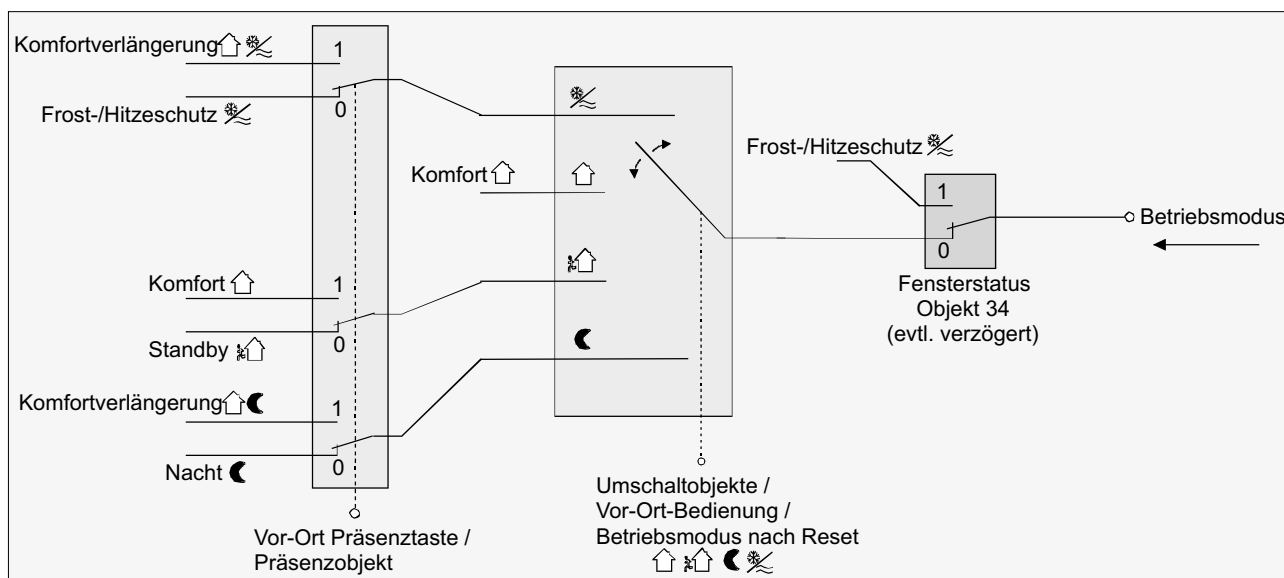 Komfortverlängerung
1
0
Frost-/Hitzeschutz
Komfort
Frost-/Hitzeschutz
1
0
Betriebsmodus
Fensterstatus
Objekt 34
(evtl. verzögert)
Komfort
1
0
Standby
Komfortverlängerung
1
0
Nacht
Vor-Ort Präsenztaste /
Präsenzobjekt
Umschaltobjekte /
Vor-Ort-Bedienung /
Betriebsmodus nach Reset